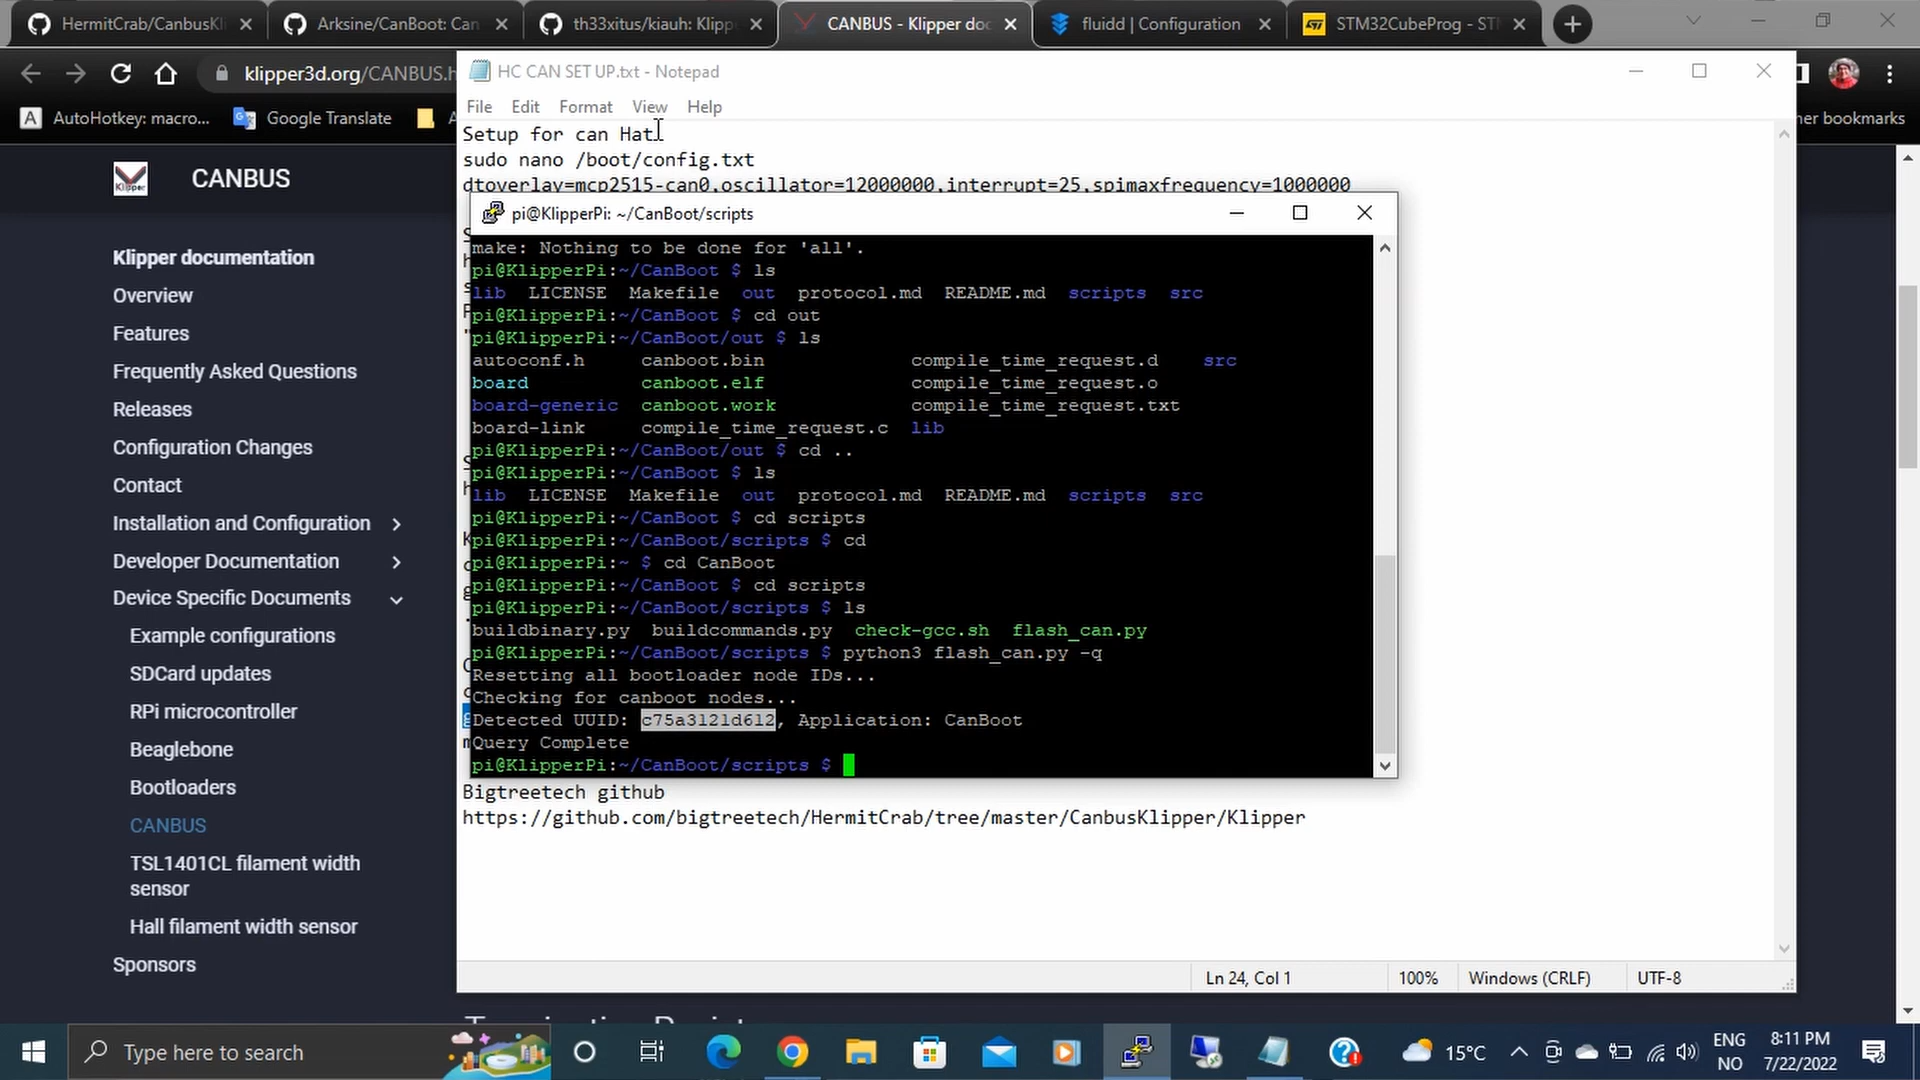 HermitCrab/CanbusKli
Arksine/CanBoot: Can
th33xitus/kiauh: Klipp
CANBUS - Klipper doc
fluidd | Configuration
STM32CubeProg - ST
klipper3d.org/CANBUS.h
AutoHotkey: macro...
Google Translate
her bookmarks
CANBUS
Klipper documentation
Overview
Features
Frequently Asked Questions
Releases
Configuration Changes
Contact
Installation and Configuration
Developer Documentation
Device Specific Documents
Example configurations
SDCard updates
RPi microcontroller
Beaglebone
Bootloaders
CANBUS
TSL1401CL filament width
sensor
Hall filament width sensor
Sponsors
HC CAN SET UP.txt - Notepad
File Edit Format View Help
Setup for can Hat
sudo nano /boot/config.txt
dtoverlay=mcp2515-can0,oscillator=12000000,interrupt=25,spimaxfrequency=1000000
pi@KlipperPi: ~/CanBoot/scripts
make: Nothing to be done for 'all'.
pi@KlipperPi:~/CanBoot $ ls
lib LICENSE Makefile out protocol.md README.md scripts src
pi@KlipperPi:~/CanBoot $ cd out
pi@KlipperPi:~/CanBoot/out $ ls
autoconf.h canboot.bin compile_time_request.d src
board canboot.elf compile_time_request.o
board-generic canboot.work compile_time_request.txt
board-link compile_time_request.c lib
pi@KlipperPi:~/CanBoot/out $ cd ..
pi@KlipperPi:~/CanBoot $ ls
lib LICENSE Makefile out protocol.md README.md scripts src
pi@KlipperPi:~/CanBoot $ cd scripts
pi@KlipperPi:~/CanBoot/scripts $ cd
pi@KlipperPi:~ $ cd CanBoot
pi@KlipperPi:~/CanBoot $ cd scripts
pi@KlipperPi:~/CanBoot/scripts $ ls
buildbinary.py buildcommands.py check-gcc.sh flash_can.py
pi@KlipperPi:~/CanBoot/scripts $ python3 flash_can.py -q
Resetting all bootloader node IDs...
Checking for canboot nodes...
Detected UUID: c75a3121d612, Application: CanBoot
Query Complete
pi@KlipperPi:~/CanBoot/scripts $
Bigtreetech github
https://github.com/bigtreetech/HermitCrab/tree/master/CanbusKlipper/Klipper
Ln 24, Col 1 100% Windows (CRLF) UTF-8
Type here to search
15°C
ENG
NO
8:11 PM
7/22/2022